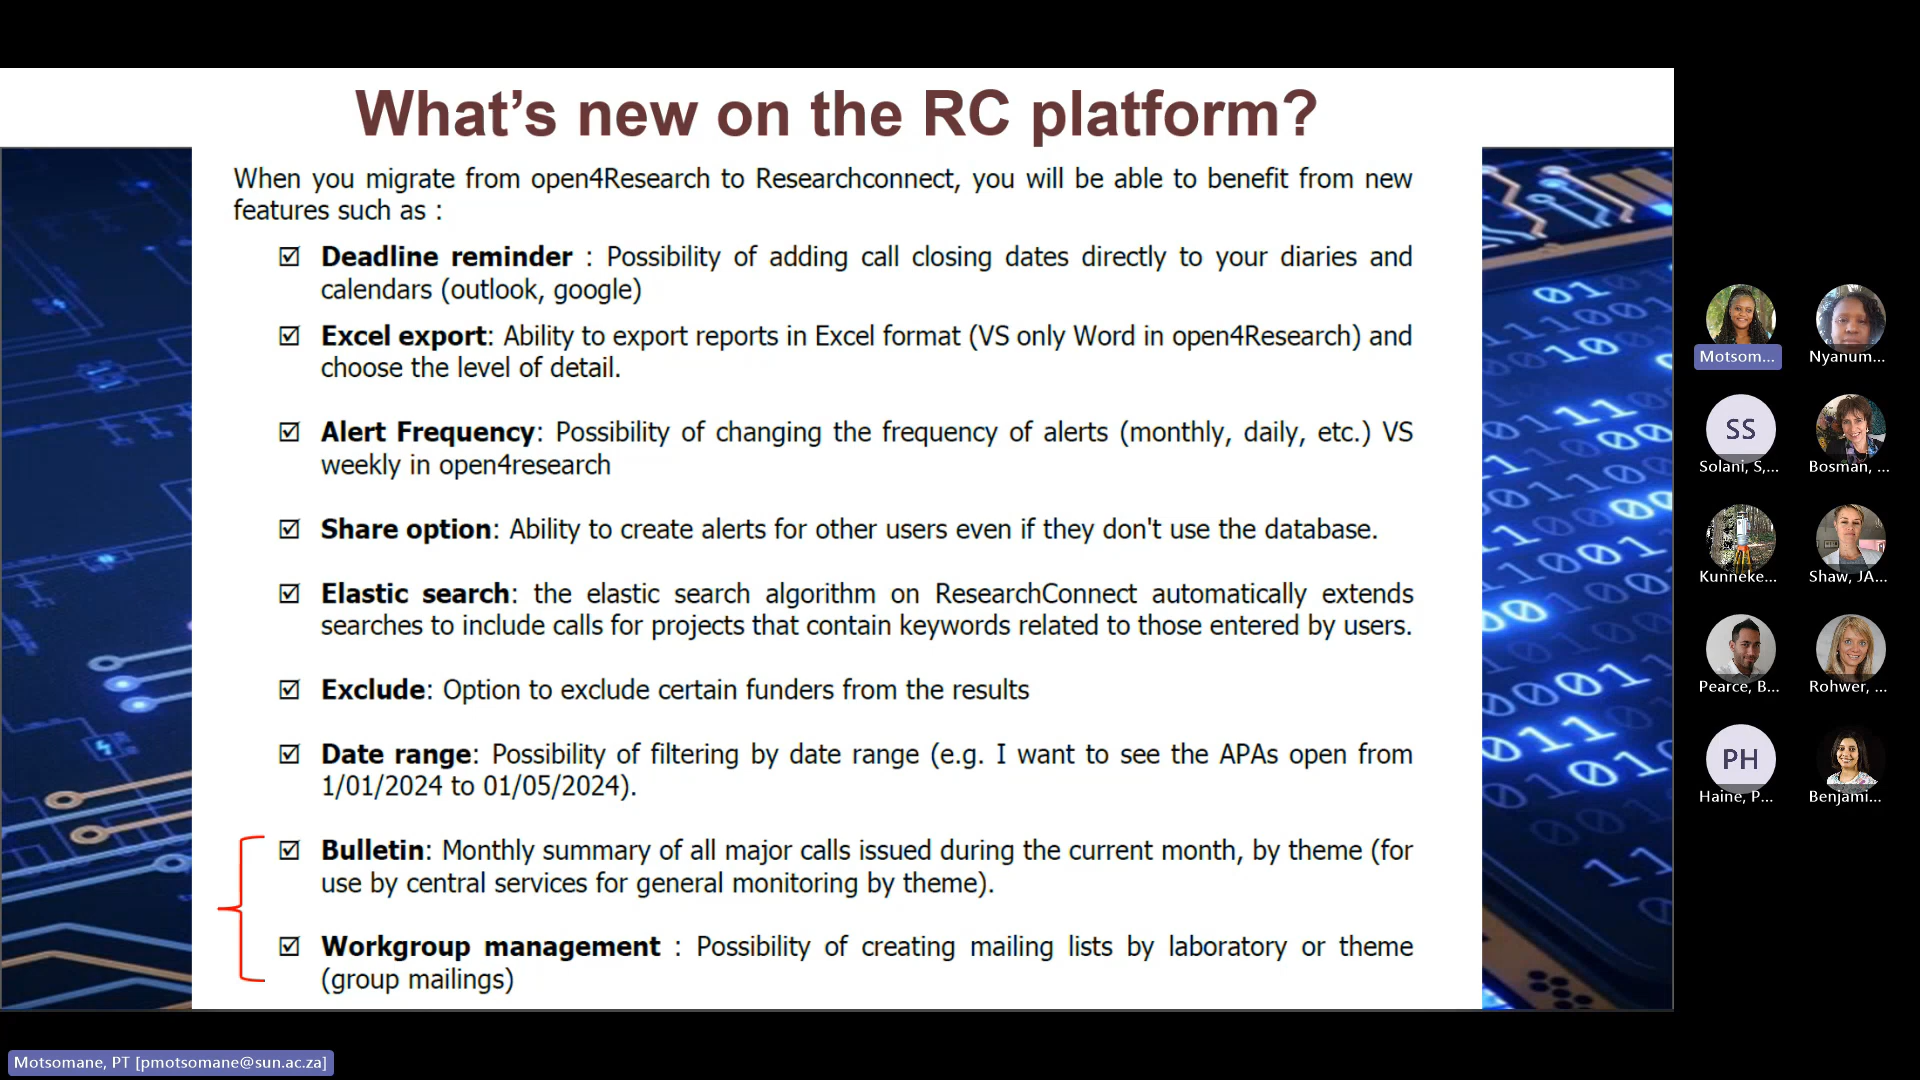 What's new on the RC platform?
When you migrate from open4Research to Researchconnect, you will be able to benefit from new
features such as :
☑ Deadline reminder : Possibility of adding call closing dates directly to your diaries and
calendars (outlook, google)
☑ Excel export: Ability to export reports in Excel format (VS only Word in open4Research) and
choose the level of detail.
☑ Alert Frequency: Possibility of changing the frequency of alerts (monthly, daily, etc.) VS
weekly in open4research
☑ Share option: Ability to create alerts for other users even if they don't use the database.
☑ Elastic search: the elastic search algorithm on ResearchConnect automatically extends
searches to include calls for projects that contain keywords related to those entered by users.
☑ Exclude: Option to exclude certain funders from the results
☑ Date range: Possibility of filtering by date range (e.g. I want to see the APAs open from
1/01/2024 to 01/05/2024).
☑ Bulletin: Monthly summary of all major calls issued during the current month, by theme (for
use by central services for general monitoring by theme).
☑ Workgroup management : Possibility of creating mailing lists by laboratory or theme
(group mailings)
Motsom...
Nyanum...
SS
Solani, S,...
Bosman, ...
Kunneke...
Shaw, JA...
Pearce, B...
Rohwer, ...
PH
Haine, P...
Benjami...
Motsomane, PT [pmotsomane@sun.ac.za]